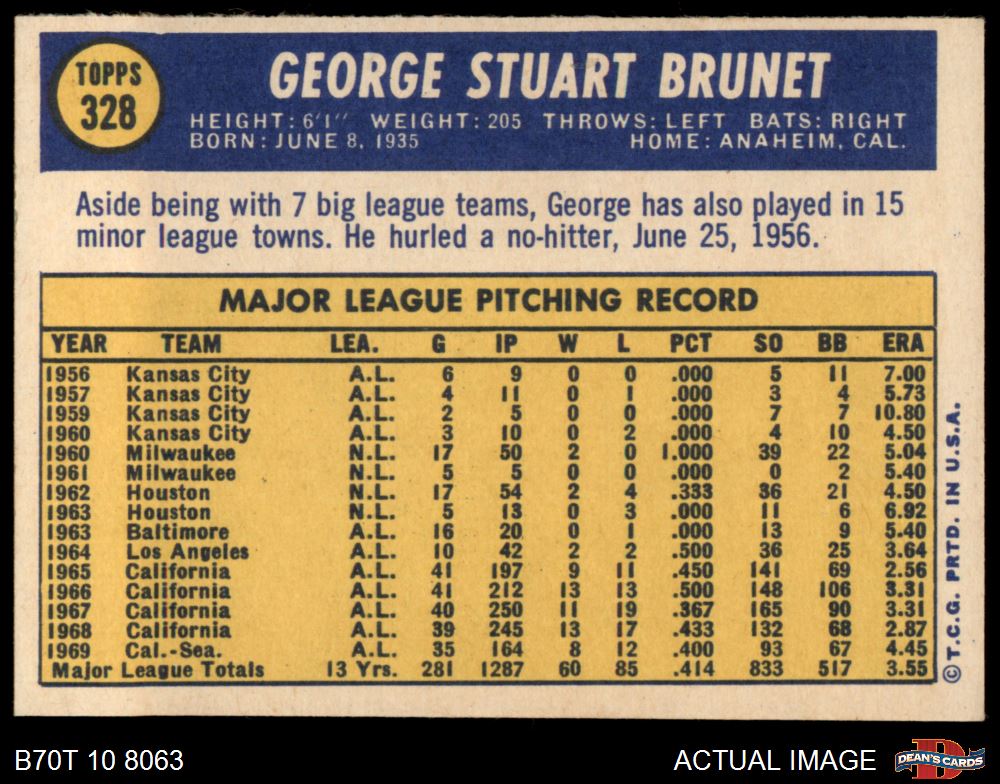 TOPPS
328
GEORGE STUART BRUNET
HEIGHT: 6'1" WEIGHT: 205 THROWS: LEFT BATS: RIGHT
BORN: JUNE 8, 1935 HOME: ANAHEIM, CAL.
Aside being with 7 big league teams, George has also played in 15
minor league towns. He hurled a no-hitter, June 25, 1956.
MAJOR LEAGUE PITCHING RECORD
YEAR TEAM LEA. G IP W L PCT SO BB ERA
1956 Kansas City A.L. 6 9 0 0 .000 5 11 7.00
1957 Kansas City A.L. 4 11 0 1 .000 3 4 5.73
1959 Kansas City A.L. 2 5 0 0 .000 7 7 10.80
1960 Kansas City A.L. 3 10 0 2 .000 4 10 4.50
1960 Milwaukee N.L. 17 50 2 0 1.000 39 22 5.04
1961 Milwaukee N.L. 5 5 0 0 .000 0 2 5.40
1962 Houston N.L. 17 54 2 4 .333 36 21 4.50
1963 Houston N.L. 5 13 0 3 .000 11 6 6.92
1963 Baltimore A.L. 16 20 0 1 .000 13 9 5.40
1964 Los Angeles A.L. 10 42 2 2 .500 36 25 3.64
1965 California A.L. 41 197 9 11 .450 141 69 2.56
1966 California A.L. 41 212 13 13 .500 148 106 3.31
1967 California A.L. 40 250 11 19 .367 165 90 3.31
1968 California A.L. 39 245 13 17 .433 132 68 2.87
1969 Cal.-Sea. A.L. 35 164 8 12 .400 93 67 4.45
Major League Totals 13 Yrs. 281 1287 60 85 .414 833 517 3.55
© T.C.G. PRTD. IN U.S.A.
B70T 10 8063 ACTUAL IMAGE
DEAN'S CARDS